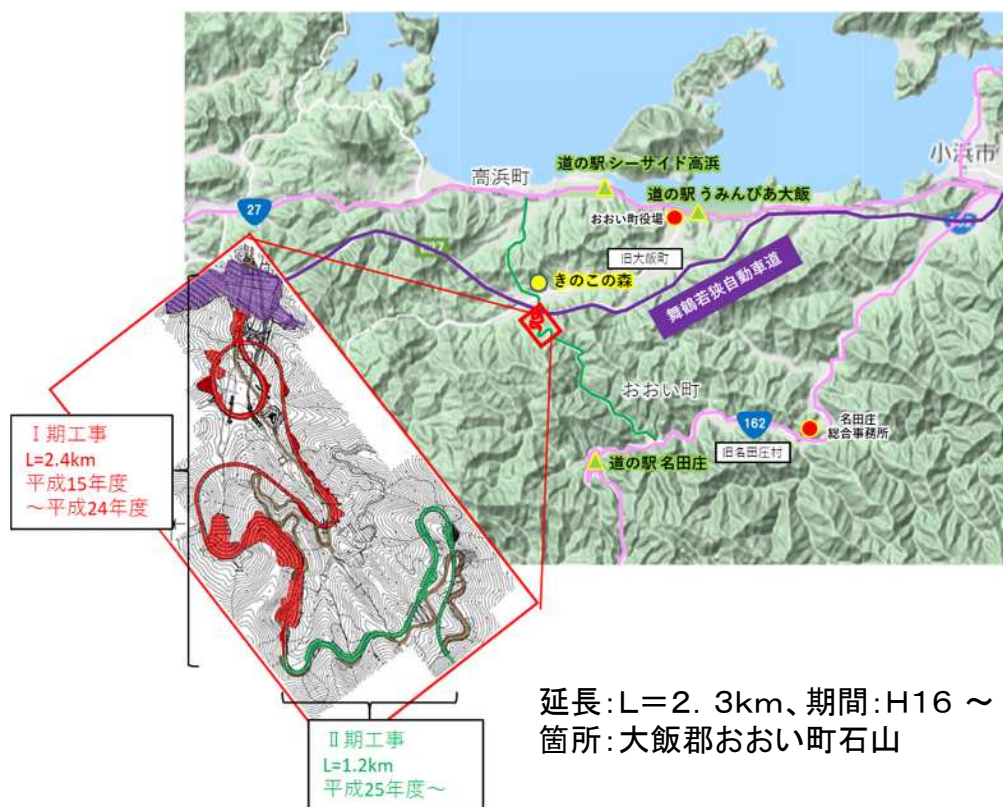 小浜市
道の駅 シーサイド高浜
高浜町
道の駅 うみんぴあ大飯
27
おおい町役場
旧大飯町
きのこの森
舞鶴若狭自動車道
おおい町
162
名田庄
総合事務所
旧名田庄村
道の駅 名田庄
Ⅰ期工事
L=2.4km
平成15年度
～平成24年度
Ⅱ期工事
L=1.2km
平成25年度～
延長：L＝2．3km、期間：H16 ～
箇所：大飯郡おおい町石山